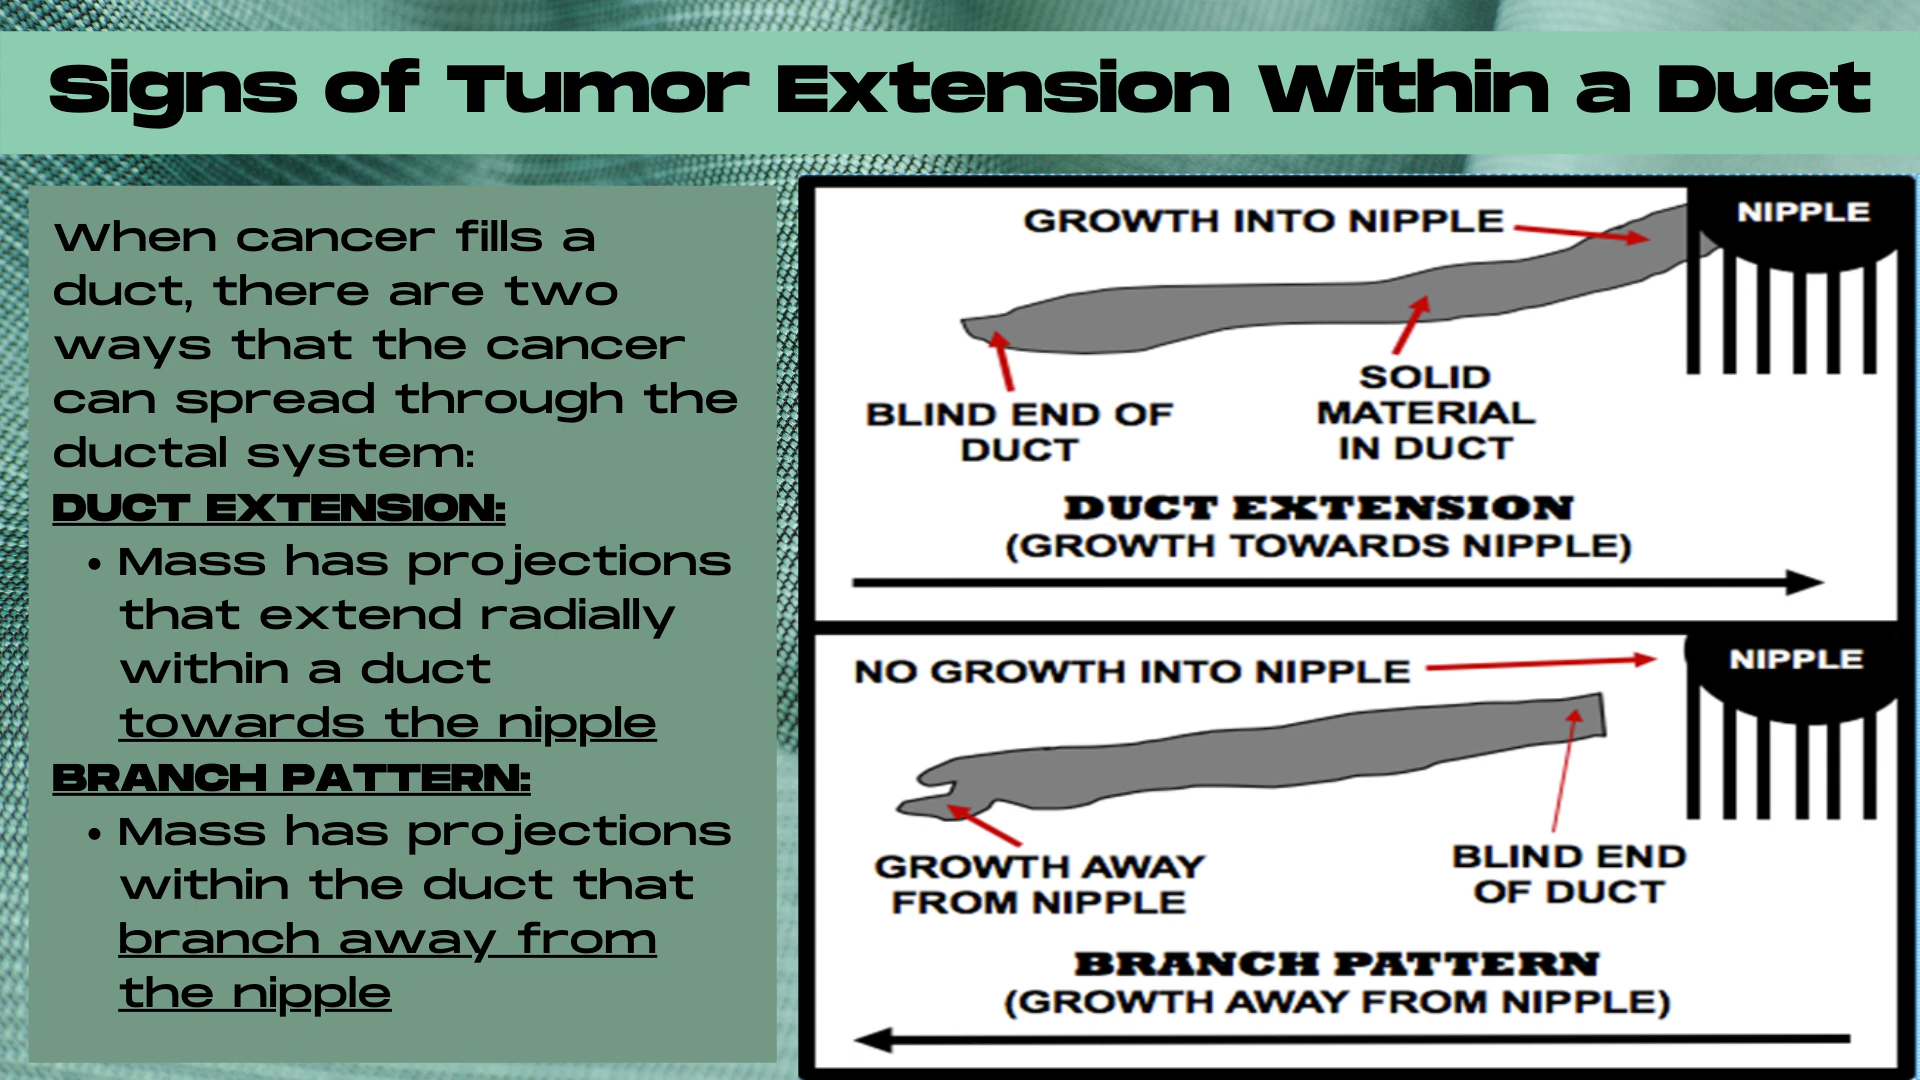 Signs of Tumor Extension Within a Duct
When cancer fills a
duct, there are two
ways that the cancer
can spread through the
ductal system:
DUCT EXTENSION:
• Mass has projections
that extend radially
within a duct
towards the nipple
BRANCH PATTERN:
• Mass has projections
within the duct that
branch away from
the nipple
GROWTH INTO NIPPLE
NIPPLE
BLIND END OF
DUCT
SOLID
MATERIAL
IN DUCT
DUCT EXTENSION
(GROWTH TOWARDS NIPPLE)
NO GROWTH INTO NIPPLE
NIPPLE
GROWTH AWAY
FROM NIPPLE
BLIND END
OF DUCT
BRANCH PATTERN
(GROWTH AWAY FROM NIPPLE)